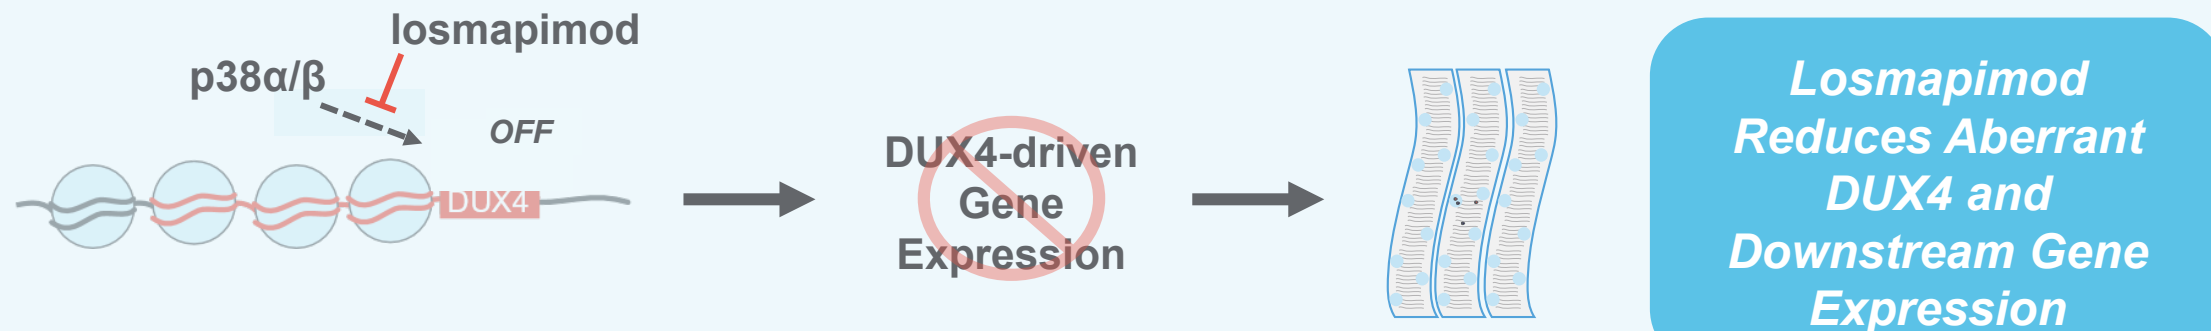 losmapimod
p38α/β
OFF
DUX4
DUX4-driven
Gene
Expression
Losmapimod
Reduces Aberrant
DUX4 and
Downstream Gene
Expression